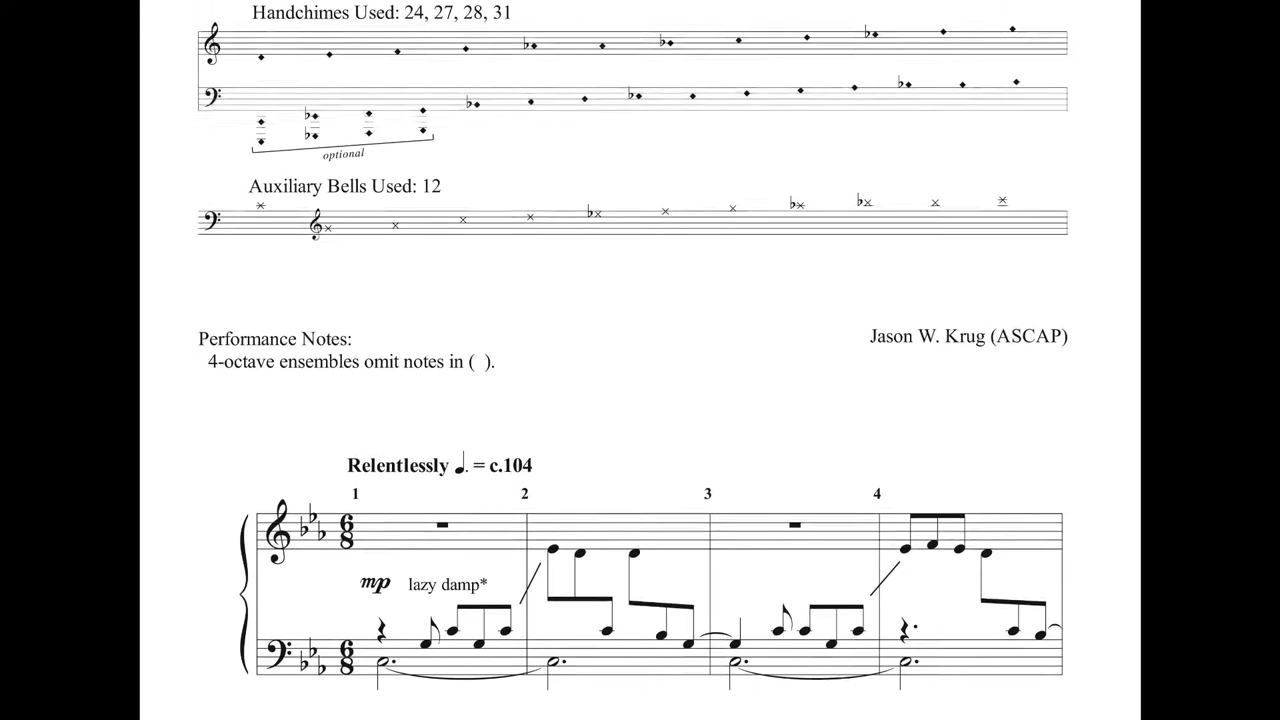 Handchimes Used: 24, 27, 28, 31
optional
Auxiliary Bells Used: 12
Performance Notes:
Jason W. Krug (ASCAP)
4-octave ensembles omit notes in ( ).
Relentlessly ♩. = c.104
1 2 3 4
6 8
mp lazy damp*
6 8